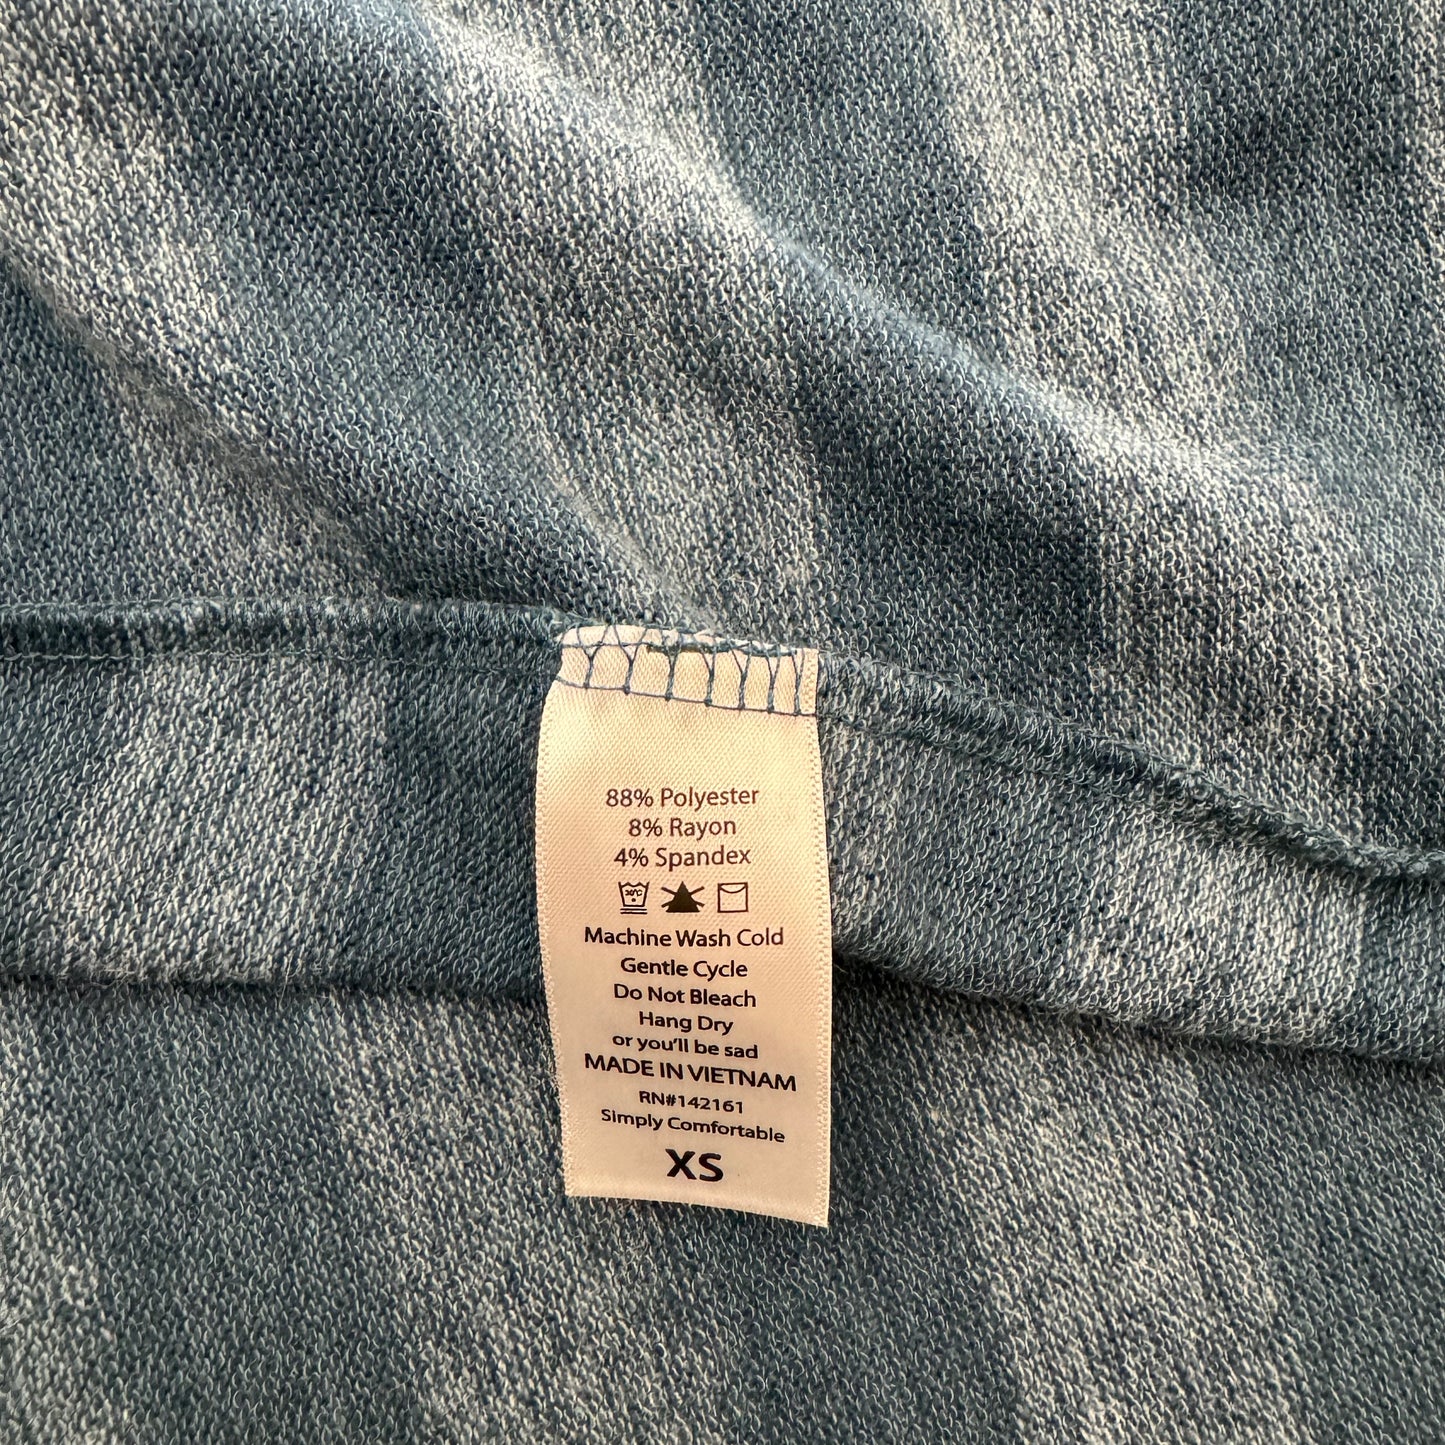 88% Polyester
8% Rayon
4% Spandex
30°C
Machine Wash Cold
Gentle Cycle
Do Not Bleach
Hang Dry
or you'll be sad
MADE IN VIETNAM
RN#142161
Simply Comfortable
XS